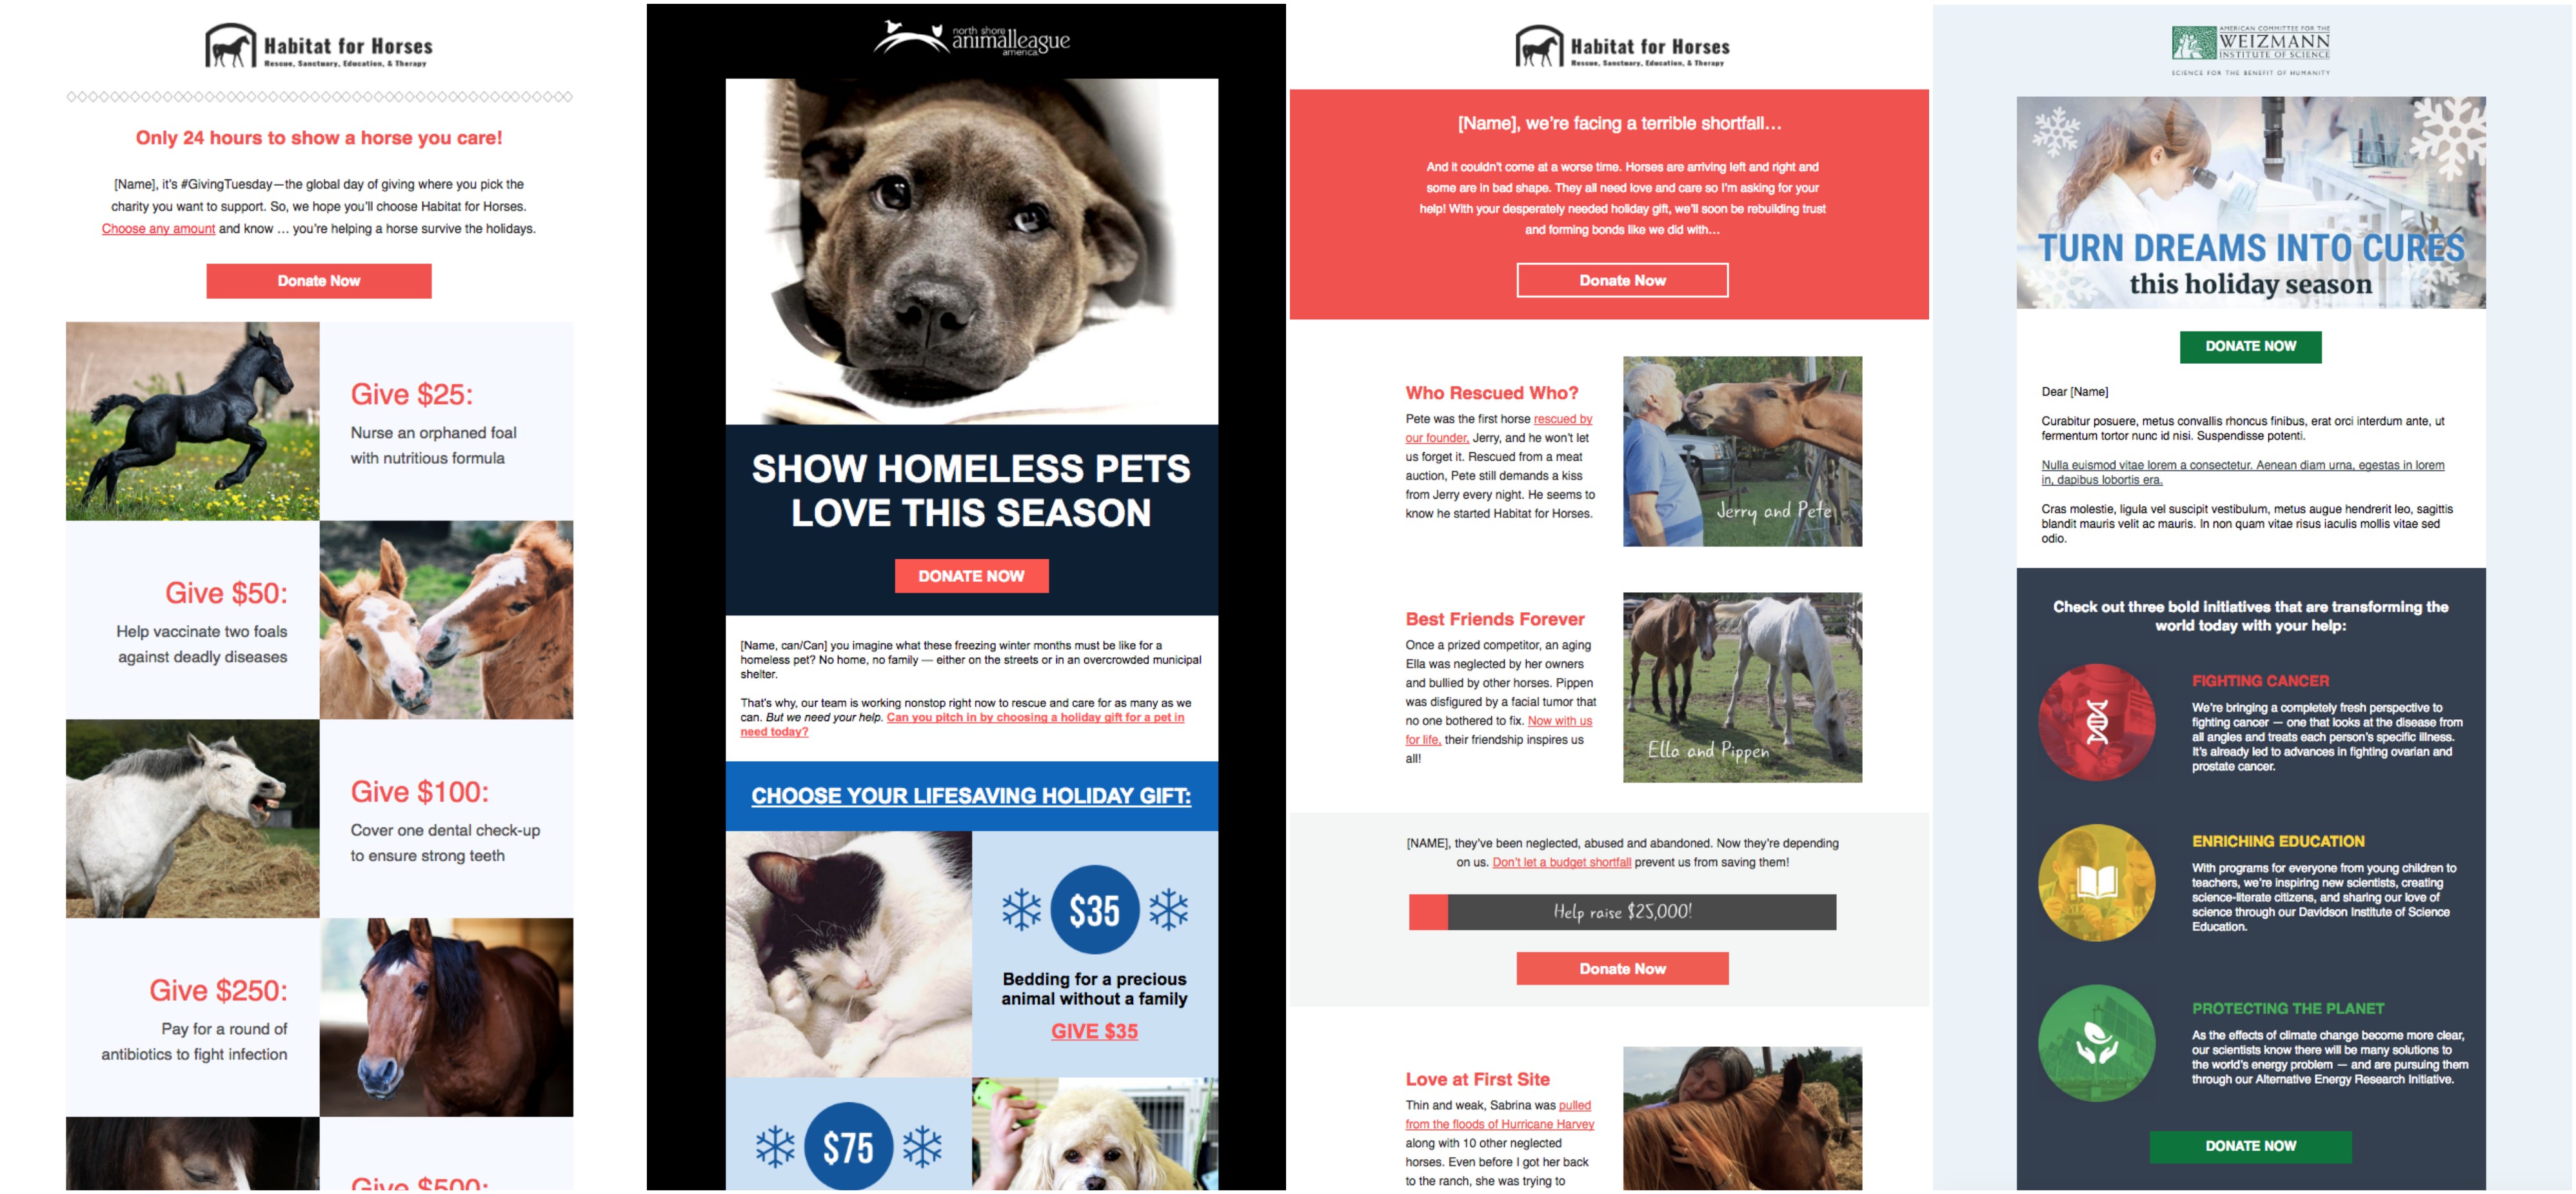 Habitat for Horses
Rescue, Sanctuary, Education, & Therapy
Only 24 hours to show a horse you care!
[Name], it's #GivingTuesday—the global day of giving where you pick the
charity you want to support. So, we hope you'll choose Habitat for Horses.
Choose any amount and know ... you're helping a horse survive the holidays.
Donate Now
Give $25:
Nurse an orphaned foal
with nutritious formula
Give $50:
Help vaccinate two foals
against deadly diseases
Give $100:
Cover one dental check-up
to ensure strong teeth
Give $250:
Pay for a round of
antibiotics to fight infection
Give $500:
north shore
animalleague
america
SHOW HOMELESS PETS
LOVE THIS SEASON
DONATE NOW
[Name, can/Can] you imagine what these freezing winter months must be like for a
homeless pet? No home, no family — either on the streets or in an overcrowded municipal
shelter.
That's why, our team is working nonstop right now to rescue and care for as many as we
can. But we need your help. Can you pitch in by choosing a holiday gift for a pet in
need today?
CHOOSE YOUR LIFESAVING HOLIDAY GIFT:
$35
Bedding for a precious
animal without a family
GIVE $35
$75
Habitat for Horses
Rescue, Sanctuary, Education, & Therapy
[Name], we're facing a terrible shortfall...
And it couldn't come at a worse time. Horses are arriving left and right and
some are in bad shape. They all need love and care so I'm asking for your
help! With your desperately needed holiday gift, we'll soon be rebuilding trust
and forming bonds like we did with...
Donate Now
Who Rescued Who?
Pete was the first horse rescued by
our founder, Jerry, and he won't let
us forget it. Rescued from a meat
auction, Pete still demands a kiss
from Jerry every night. He seems to
know he started Habitat for Horses.
Jerry and Pete
Best Friends Forever
Once a prized competitor, an aging
Ella was neglected by her owners
and bullied by other horses. Pippen
was disfigured by a facial tumor that
no one bothered to fix. Now with us
for life, their friendship inspires us
all!
Ella and Pippen
[NAME], they've been neglected, abused and abandoned. Now they're depending
on us. Don't let a budget shortfall prevent us from saving them!
Help raise $25,000!
Donate Now
Love at First Site
Thin and weak, Sabrina was pulled
from the floods of Hurricane Harvey
along with 10 other neglected
horses. Even before I got her back
to the ranch, she was trying to
AMERICAN COMMITTEE FOR THE
WEIZMANN
INSTITUTE OF SCIENCE
SCIENCE FOR THE BENEFIT OF HUMANITY
TURN DREAMS INTO CURES
this holiday season
DONATE NOW
Dear [Name]
Curabitur posuere, metus convallis rhoncus finibus, erat orci interdum ante, ut
fermentum tortor nunc id nisi. Suspendisse potenti.
Nulla euismod vitae lorem a consectetur. Aenean diam urna, egestas in lorem
in, dapibus lobortis era.
Cras molestie, ligula vel suscipit vestibulum, metus augue hendrerit leo, sagittis
blandit mauris velit ac mauris. In non quam vitae risus iaculis mollis vitae sed
odio.
Check out three bold initiatives that are transforming the
world today with your help:
FIGHTING CANCER
We're bringing a completely fresh perspective to
fighting cancer — one that looks at the disease from
all angles and treats each person's specific illness.
It's already led to advances in fighting ovarian and
prostate cancer.
ENRICHING EDUCATION
With programs for everyone from young children to
teachers, we're inspiring new scientists, creating
science-literate citizens, and sharing our love of
science through our Davidson Institute of Science
Education.
PROTECTING THE PLANET
As the effects of climate change become more clear,
our scientists know there will be many solutions to
the world's energy problem — and are pursuing them
through our Alternative Energy Research Initiative.
DONATE NOW